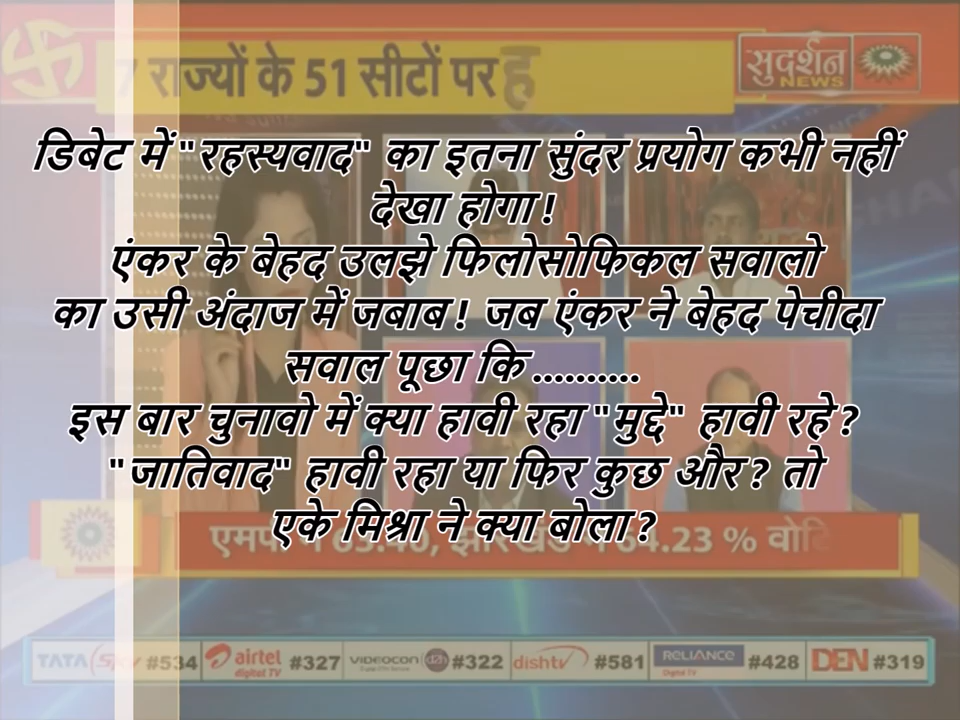 7 राज्यों के 51 सीटों पर ह
सुदर्शन
NEWS
डिबेट में "रहस्यवाद" का इतना सुंदर प्रयोग कभी नहीं
देखा होगा!
एंकर के बेहद उलझे फिलोसोफिकल सवालो
का उसी अंदाज में जबाब! जब एंकर ने बेहद पेचीदा
सवाल पूछा कि ..........
इस बार चुनावो में क्या हावी रहा "मुद्दे" हावी रहे?
"जातिवाद" हावी रहा या फिर कुछ और? तो
एके मिश्रा ने क्या बोला?
64.23 % वोटि
TATA sky #534 airtel digital TV #327 VIDEOCON d2h #322 dishtv #581 RELIANCE Digital TV #428 DEN #319